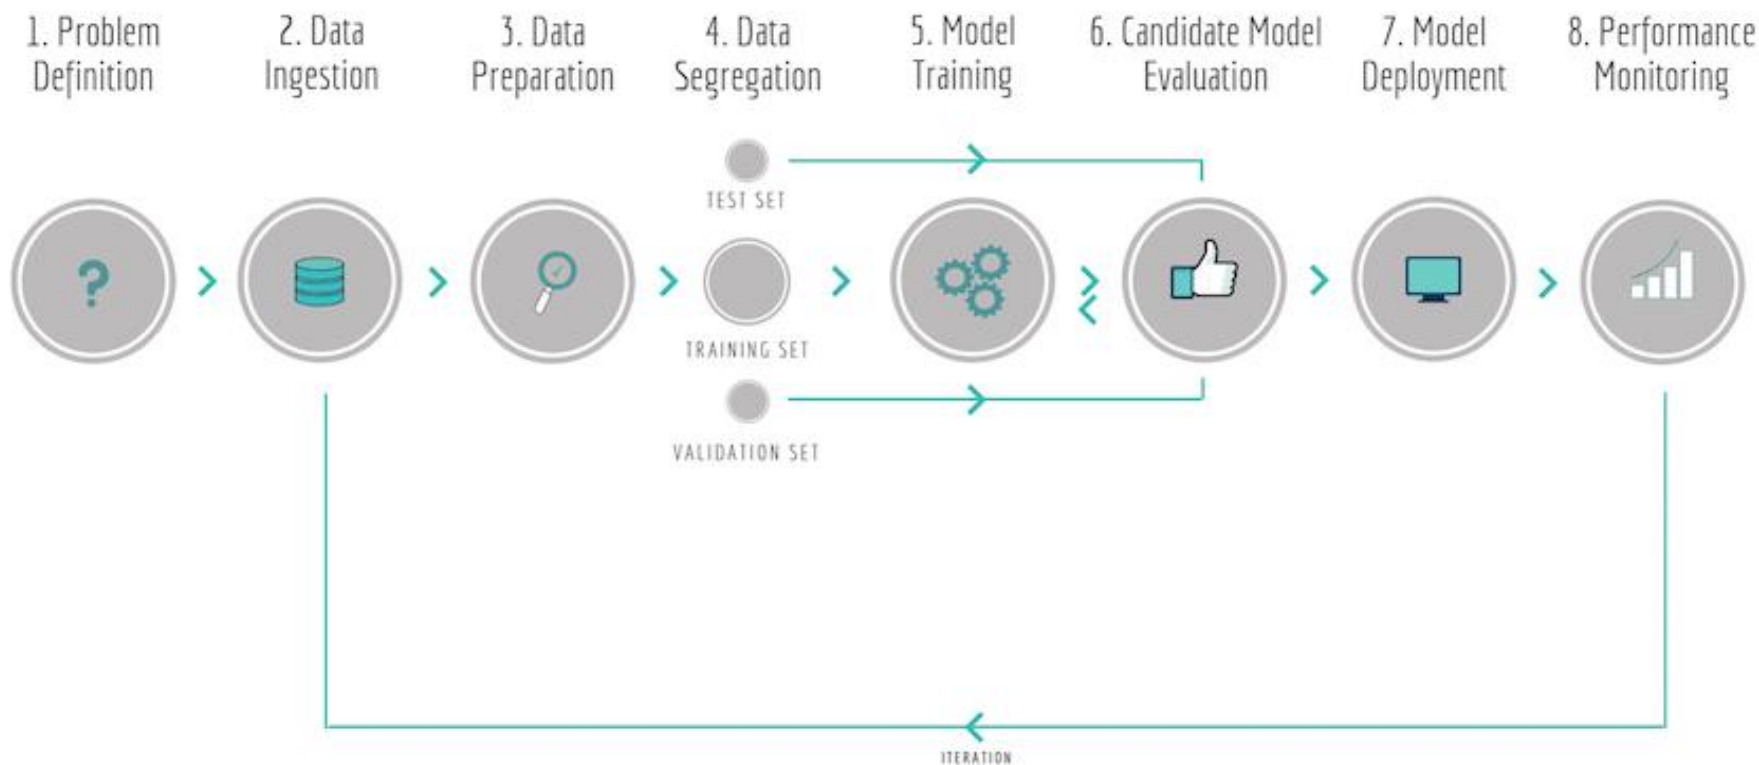 1. Problem
Definition
2. Data
Ingestion
3. Data
Preparation
4. Data
Segregation
5. Model
Training
6. Candidate Model
Evaluation
7. Model
Deployment
8. Performance
Monitoring
TEST SET
TRAINING SET
VALIDATION SET
ITERATION